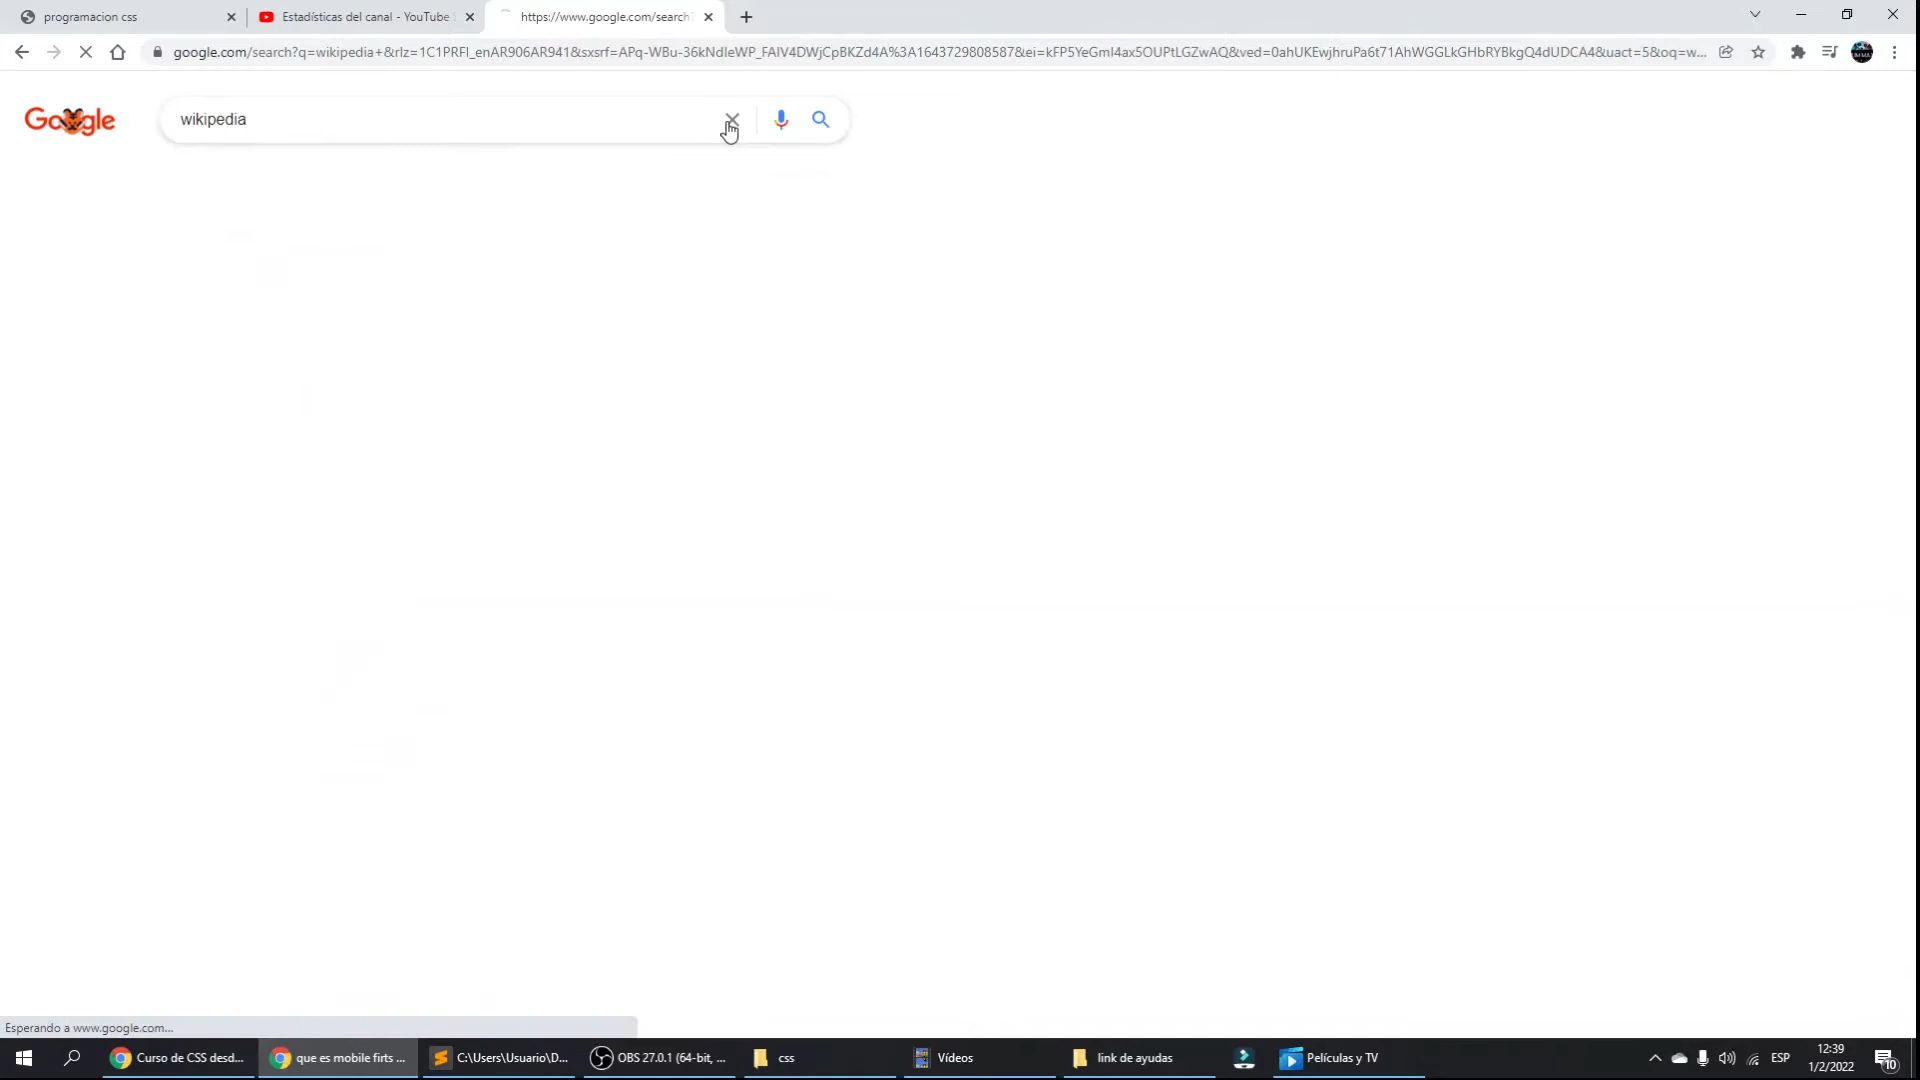 programacion css
Estadísticas del canal - YouTube
https://www.google.com/search
google.com/search?q=wikipedia+&rlz=1C1PRFI_enAR906AR941&sxsrf=APq-WBu-36kNdleWP_FAIV4DWjCpBKZd4A%3A1643729808587&ei=kFP5YeGmI4ax5OUPtLGZwAQ&ved=0ahUKEwjhruPa6t71AhWGGLkGHbRYBkgQ4dUDCA4&uact=5&oq=w...
Google
wikipedia
Esperando a www.google.com...
Curso de CSS desd...
que es mobile firts ...
C:\Users\Usuario\D...
OBS 27.0.1 (64-bit, ...
css
Vídeos
link de ayudas
Películas y TV
ESP
12:39
1/2/2022
10